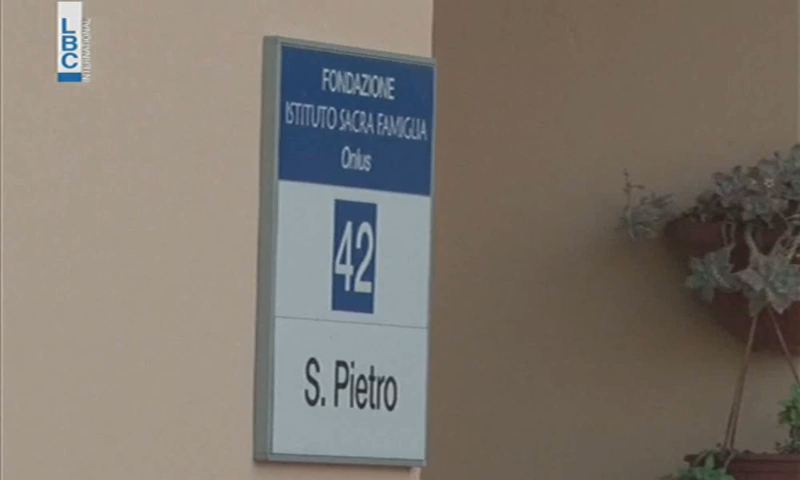 LBC
INTERNATIONAL
FONDAZIONE
ISTITUTO SACRA FAMIGLIA
Onlus
42
S. Pietro